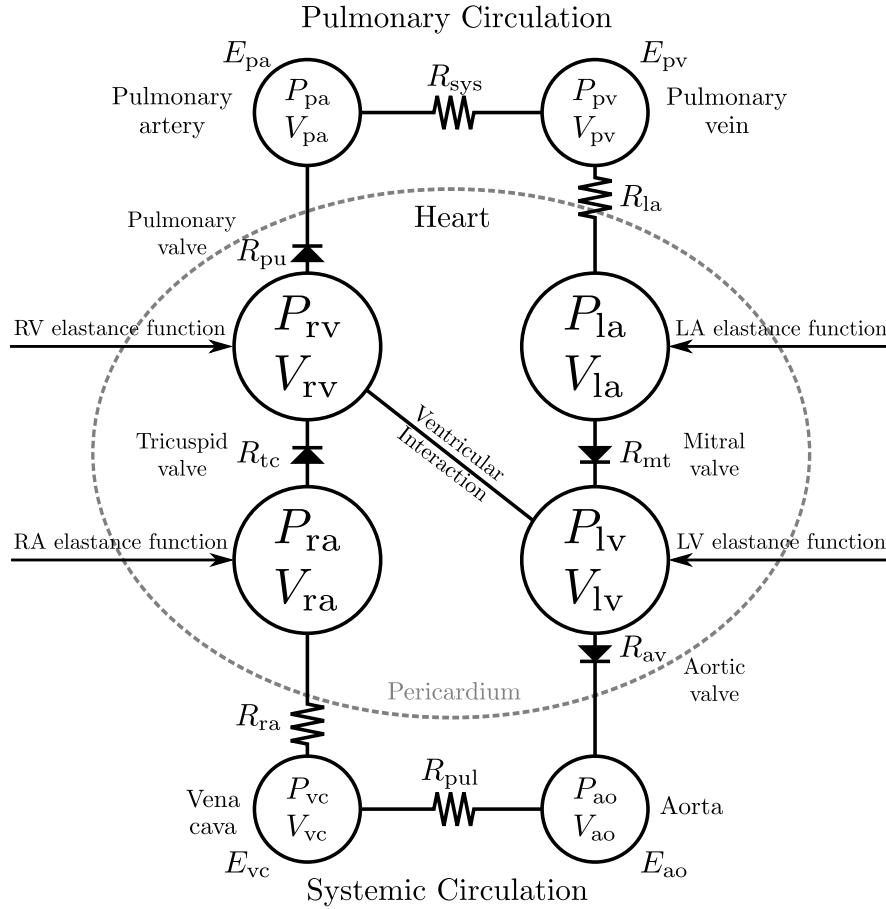 Pulmonary Circulation
E_pa
E_pv
R_sys
Pulmonary
artery
P_pa
V_pa
P_pv
V_pv
Pulmonary
vein
R_la
Heart
Pulmonary
valve
R_pu
RV elastance function
P_rv
V_rv
P_la
V_la
LA elastance function
Ventricular
Interaction
Tricuspid
valve
R_tc
R_mt
Mitral
valve
RA elastance function
P_ra
V_ra
P_lv
V_lv
LV elastance function
R_av
Aortic
valve
Pericardium
R_ra
R_pul
Vena
cava
P_vc
V_vc
P_ao
V_ao
Aorta
E_vc
E_ao
Systemic Circulation